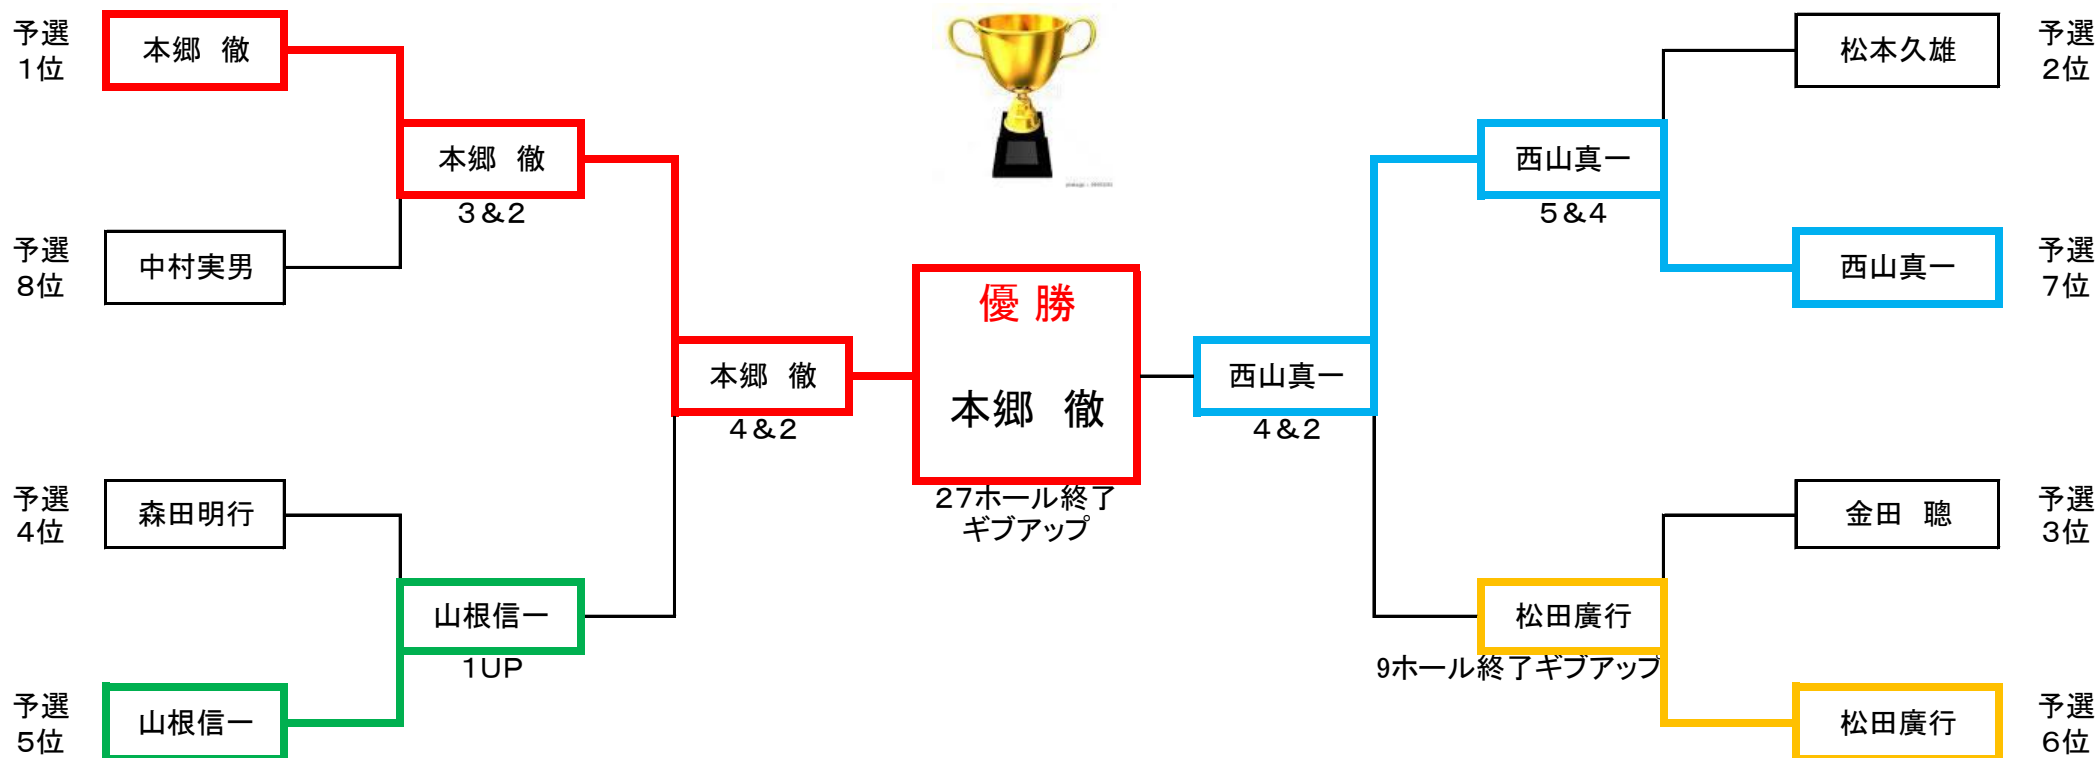 予選
1位
本郷　徹
松本久雄
予選
2位
本郷　徹
3&2
西山真一
5&4
予選
8位
中村実男
西山真一
予選
7位
優 勝
本郷　徹
27ホール終了
ギブアップ
本郷　徹
4&2
西山真一
4&2
予選
4位
森田明行
金田　聰
予選
3位
山根信一
1UP
松田廣行
9ホール終了ギブアップ
予選
5位
山根信一
松田廣行
予選
6位